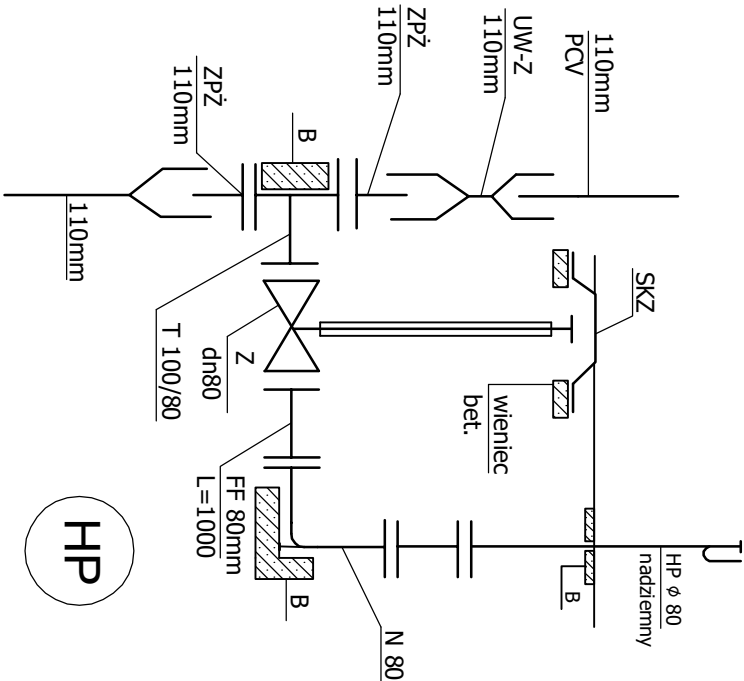 110mm
PCV
UW-Z
110mm
ZPŻ
110mm
ZPŻ
110mm
B
110mm
T 100/80
Z
dn80
FF 80mm
L=1000
SKZ
wieniec
bet.
HP ø 80
nadziemny
B
B
N 80
HP